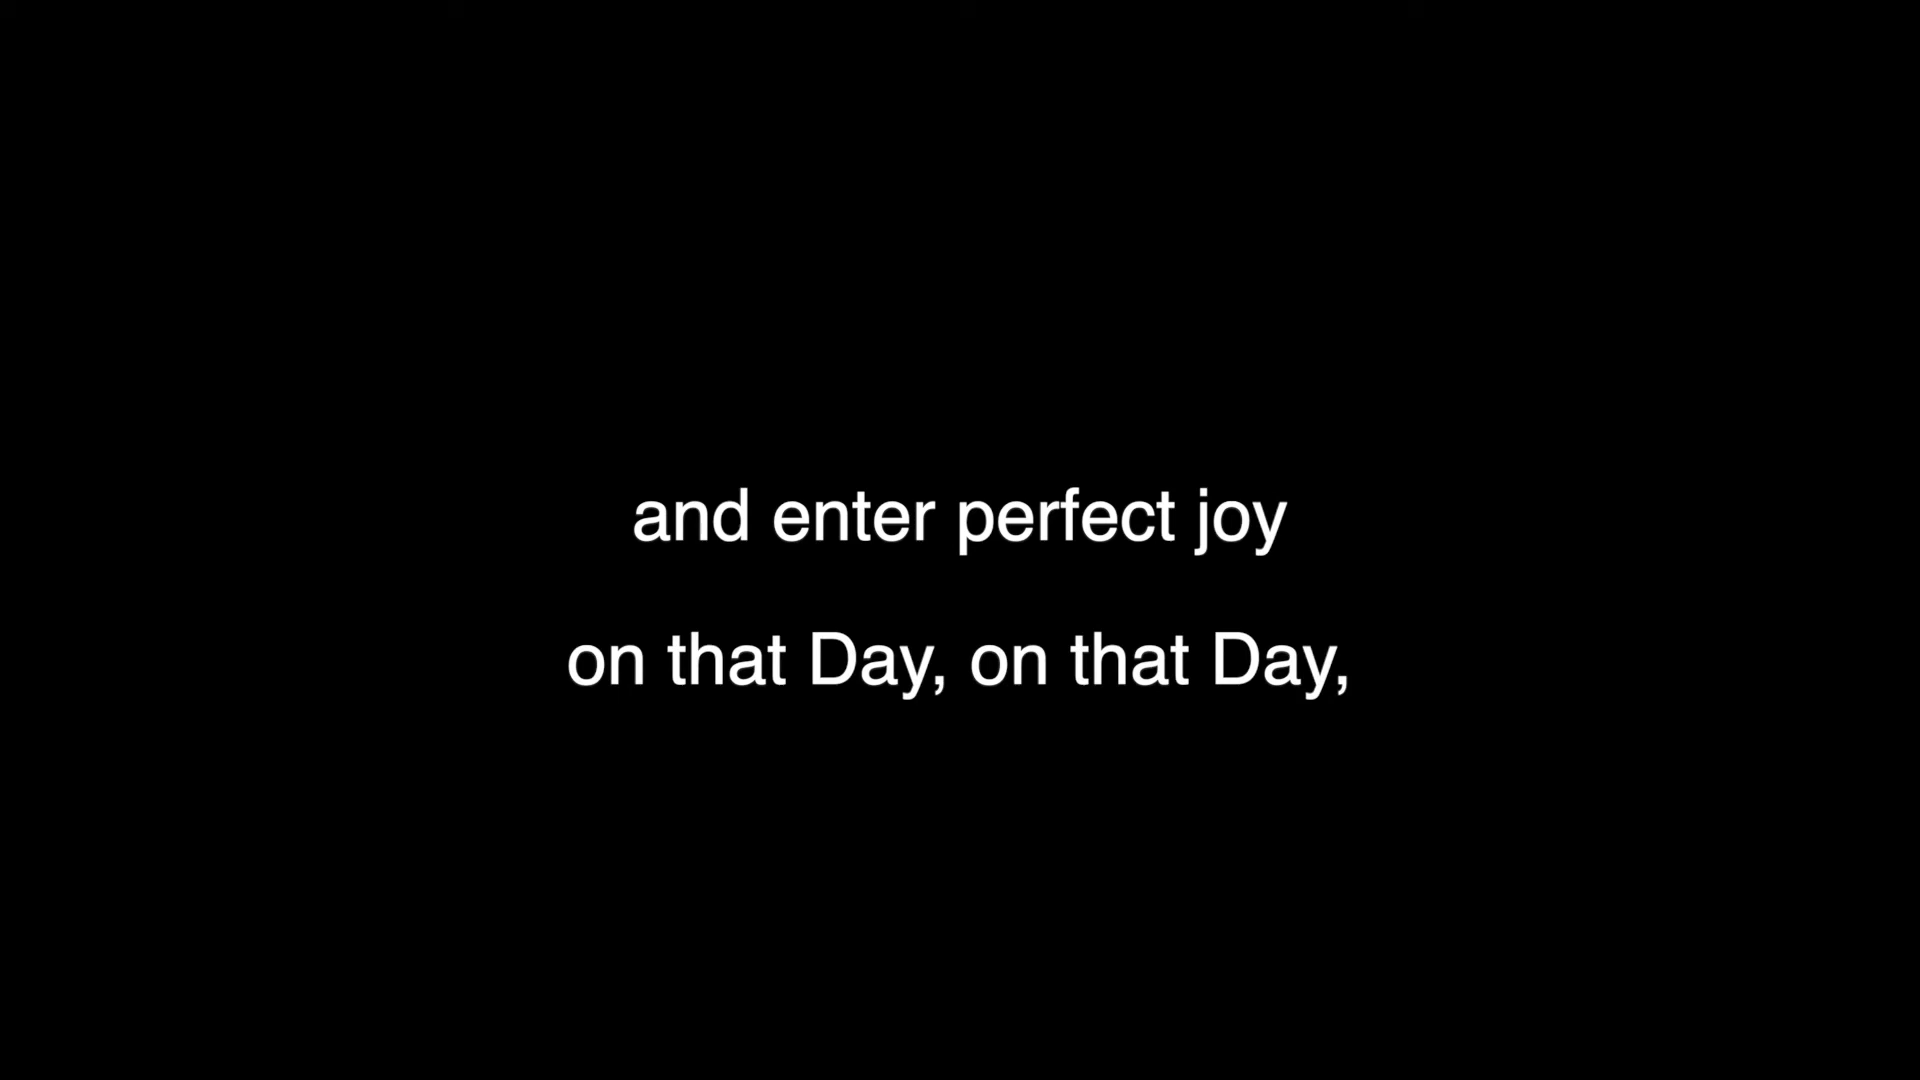 and enter perfect joy
on that Day, on that Day,